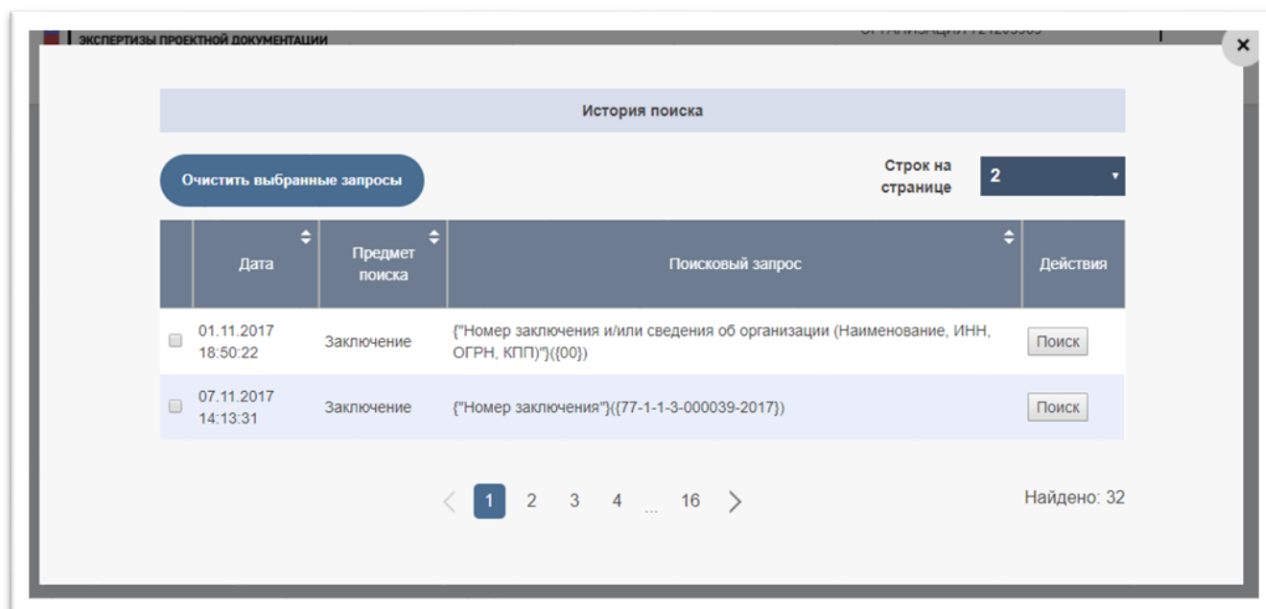 ЭКСПЕРТИЗЫ ПРОЕКТНОЙ ДОКУМЕНТАЦИИ
История поиска
Очистить выбранные запросы
Строк на
странице
2
Дата
Предмет
поиска
Поисковый запрос
Действия
01.11.2017
18:50:22
Заключение
{"Номер заключения и/или сведения об организации (Наименование, ИНН,
ОГРН, КПП)"}({00})
Поиск
07.11.2017
14:13:31
Заключение
{"Номер заключения"}({77-1-1-3-000039-2017})
Поиск
1 2 3 4 ... 16
Найдено: 32